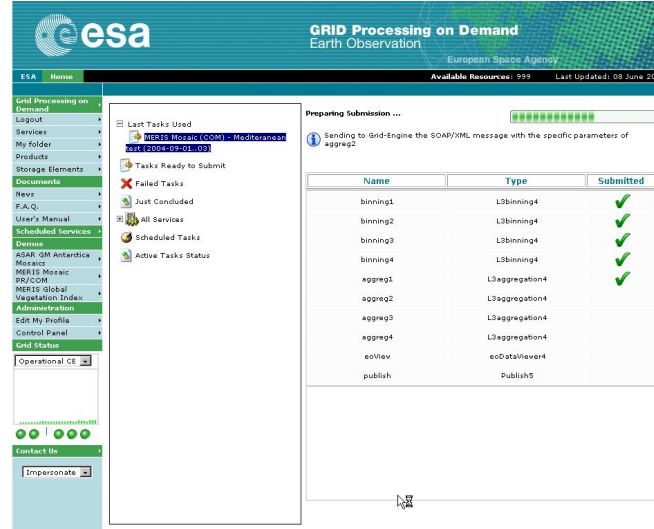 esa
GRID Processing on Demand
Earth Observation
European Space Agency
ESA Home
Available Resources: 999 Last Updated: 08 June 20
Grid Processing on
Demand
Logout
Services
My folder
Products
Storage Elements
Documents
News
F.A.Q.
User's Manual
Scheduled Services
Demos
ASAR GM Antarctica
Mosaics
MERIS Mosaic
PR/COM
MERIS Global
Vegetation Index
Administration
Edit My Profile
Control Panel
Grid Status
Operational CE
Contact Us
Impersonate
Last Tasks Used
MERIS Mosaic (COM) - Mediteranean
test (2004-09-01..03)
Tasks Ready to Submit
Failed Tasks
Just Concluded
All Services
Scheduled Tasks
Active Tasks Status
Preparing Submission ...
Sending to Grid-Engine the SOAP/XML message with the specific parameters of
aggreg2
Name Type Submitted
binning1 L3binning4
binning2 L3binning4
binning3 L3binning4
binning4 L3binning4
aggreg1 L3aggregation4
aggreg2 L3aggregation4
aggreg3 L3aggregation4
aggreg4 L3aggregation4
eoView eoDataViewer4
publish Publish5